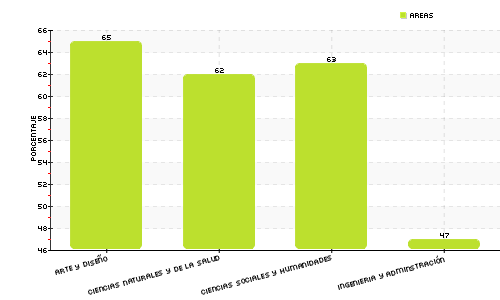 AREAS
66
64
62
60
58
56
54
52
50
48
46
PORCENTAJE
65
62
63
47
ARTE Y DISEÑO
CIENCIAS NATURALES Y DE LA SALUD
CIENCIAS SOCIALES Y HUMANIDADES
INGENIERIA Y ADMINSTRACIÓN